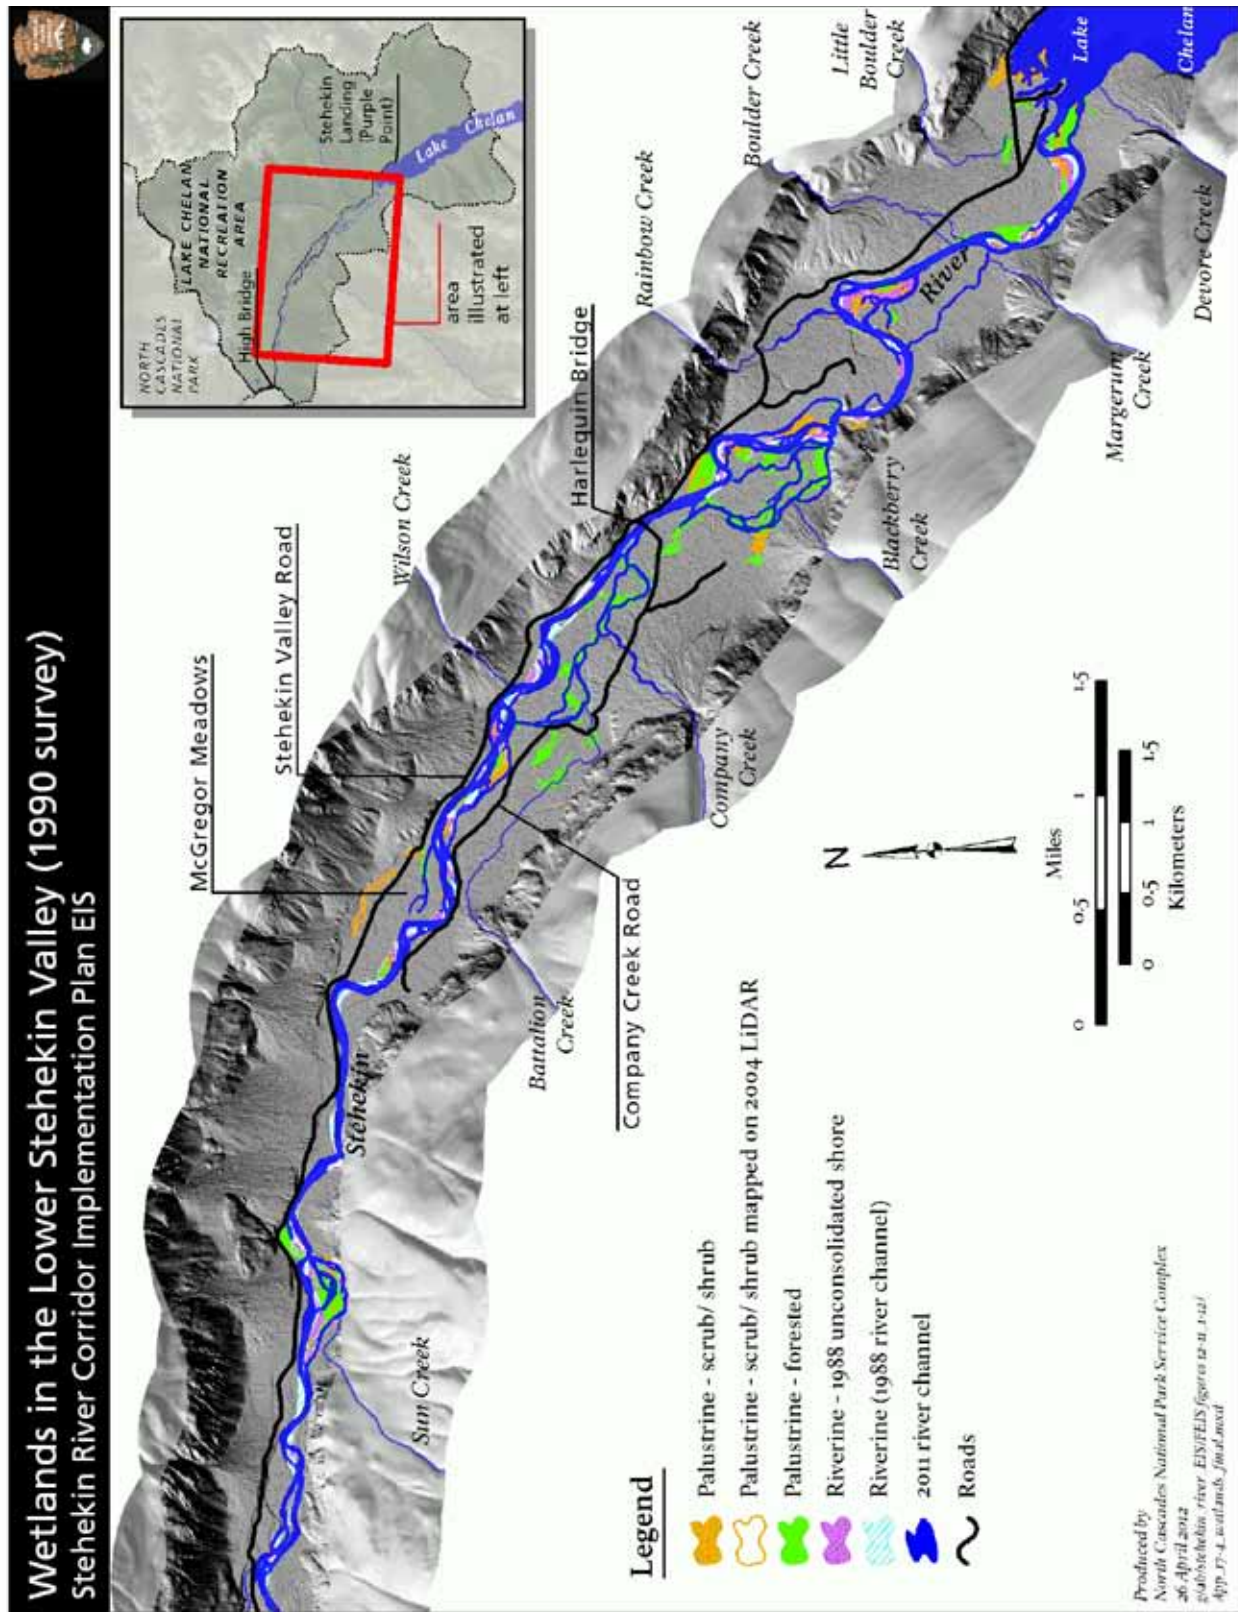 Wetlands in the Lower Stehekin Valley (1990 survey)
Stehekin River Corridor Implementation Plan EIS
NORTH
CASCADES
NATIONAL
PARK
LAKE CHELAN
NATIONAL
RECREATION
AREA
High Bridge
Stehekin
Landing
(Purple
Point)
Lake Chelan
area
illustrated
at left
McGregor Meadows
Stehekin Valley Road
Wilson Creek
Harlequin Bridge
Rainbow Creek
Boulder Creek
Little
Boulder
Creek
Lake
Chelan
Stehekin
River
Sun Creek
Battalion
Creek
Company Creek Road
Company
Creek
Blackberry
Creek
Margerum
Creek
Devore Creek
N
Legend
Palustrine - scrub/ shrub
Palustrine - scrub/ shrub mapped on 2004 LiDAR
Palustrine - forested
Riverine - 1988 unconsolidated shore
Riverine (1988 river channel)
2011 river channel
Roads
0 0.5 1 1.5
Miles
0 0.5 1 1.5
Kilometers
Produced by
North Cascades National Park Service Complex
26 April 2012